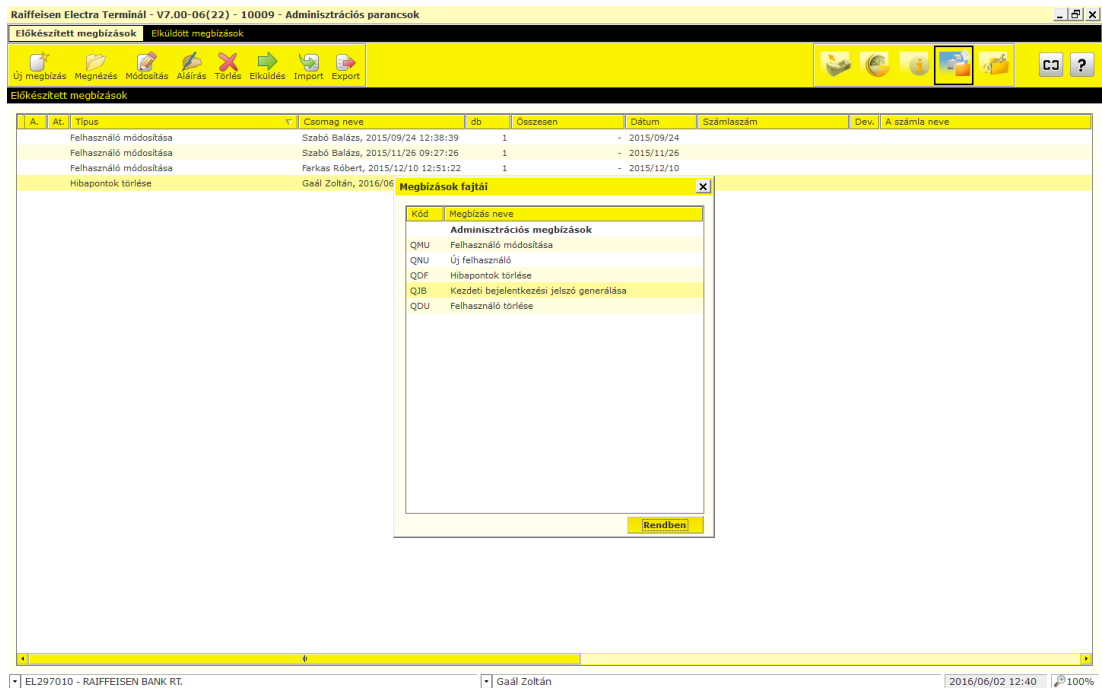 Raiffeisen Electra Terminál - V7.00-06(22) - 10009 - Adminisztrációs parancsok
Előkészített megbízások Elküldött megbízások
Új megbízás Megnézés Módosítás Aláírás Törlés Elküldés Import Export
Előkészített megbízások
A. At. Típus Csomag neve db Összesen Dátum Számlaszám Dev. A számla neve
Felhasználó módosítása Szabó Balázs, 2015/09/24 12:38:39 1 - 2015/09/24
Felhasználó módosítása Szabó Balázs, 2015/11/26 09:27:26 1 - 2015/11/26
Felhasználó módosítása Farkas Róbert, 2015/12/10 12:51:22 1 - 2015/12/10
Hibapontok törlése Gaál Zoltán, 2016/06
Megbízások fajtái
Kód Megbízás neve
Adminisztrációs megbízások
QMU Felhasználó módosítása
QNU Új felhasználó
QDF Hibapontok törlése
QJB Kezdeti bejelentkezési jelszó generálása
QDU Felhasználó törlése
Rendben
EL297010 - RAIFFEISEN BANK RT. Gaál Zoltán 2016/06/02 12:40 100%